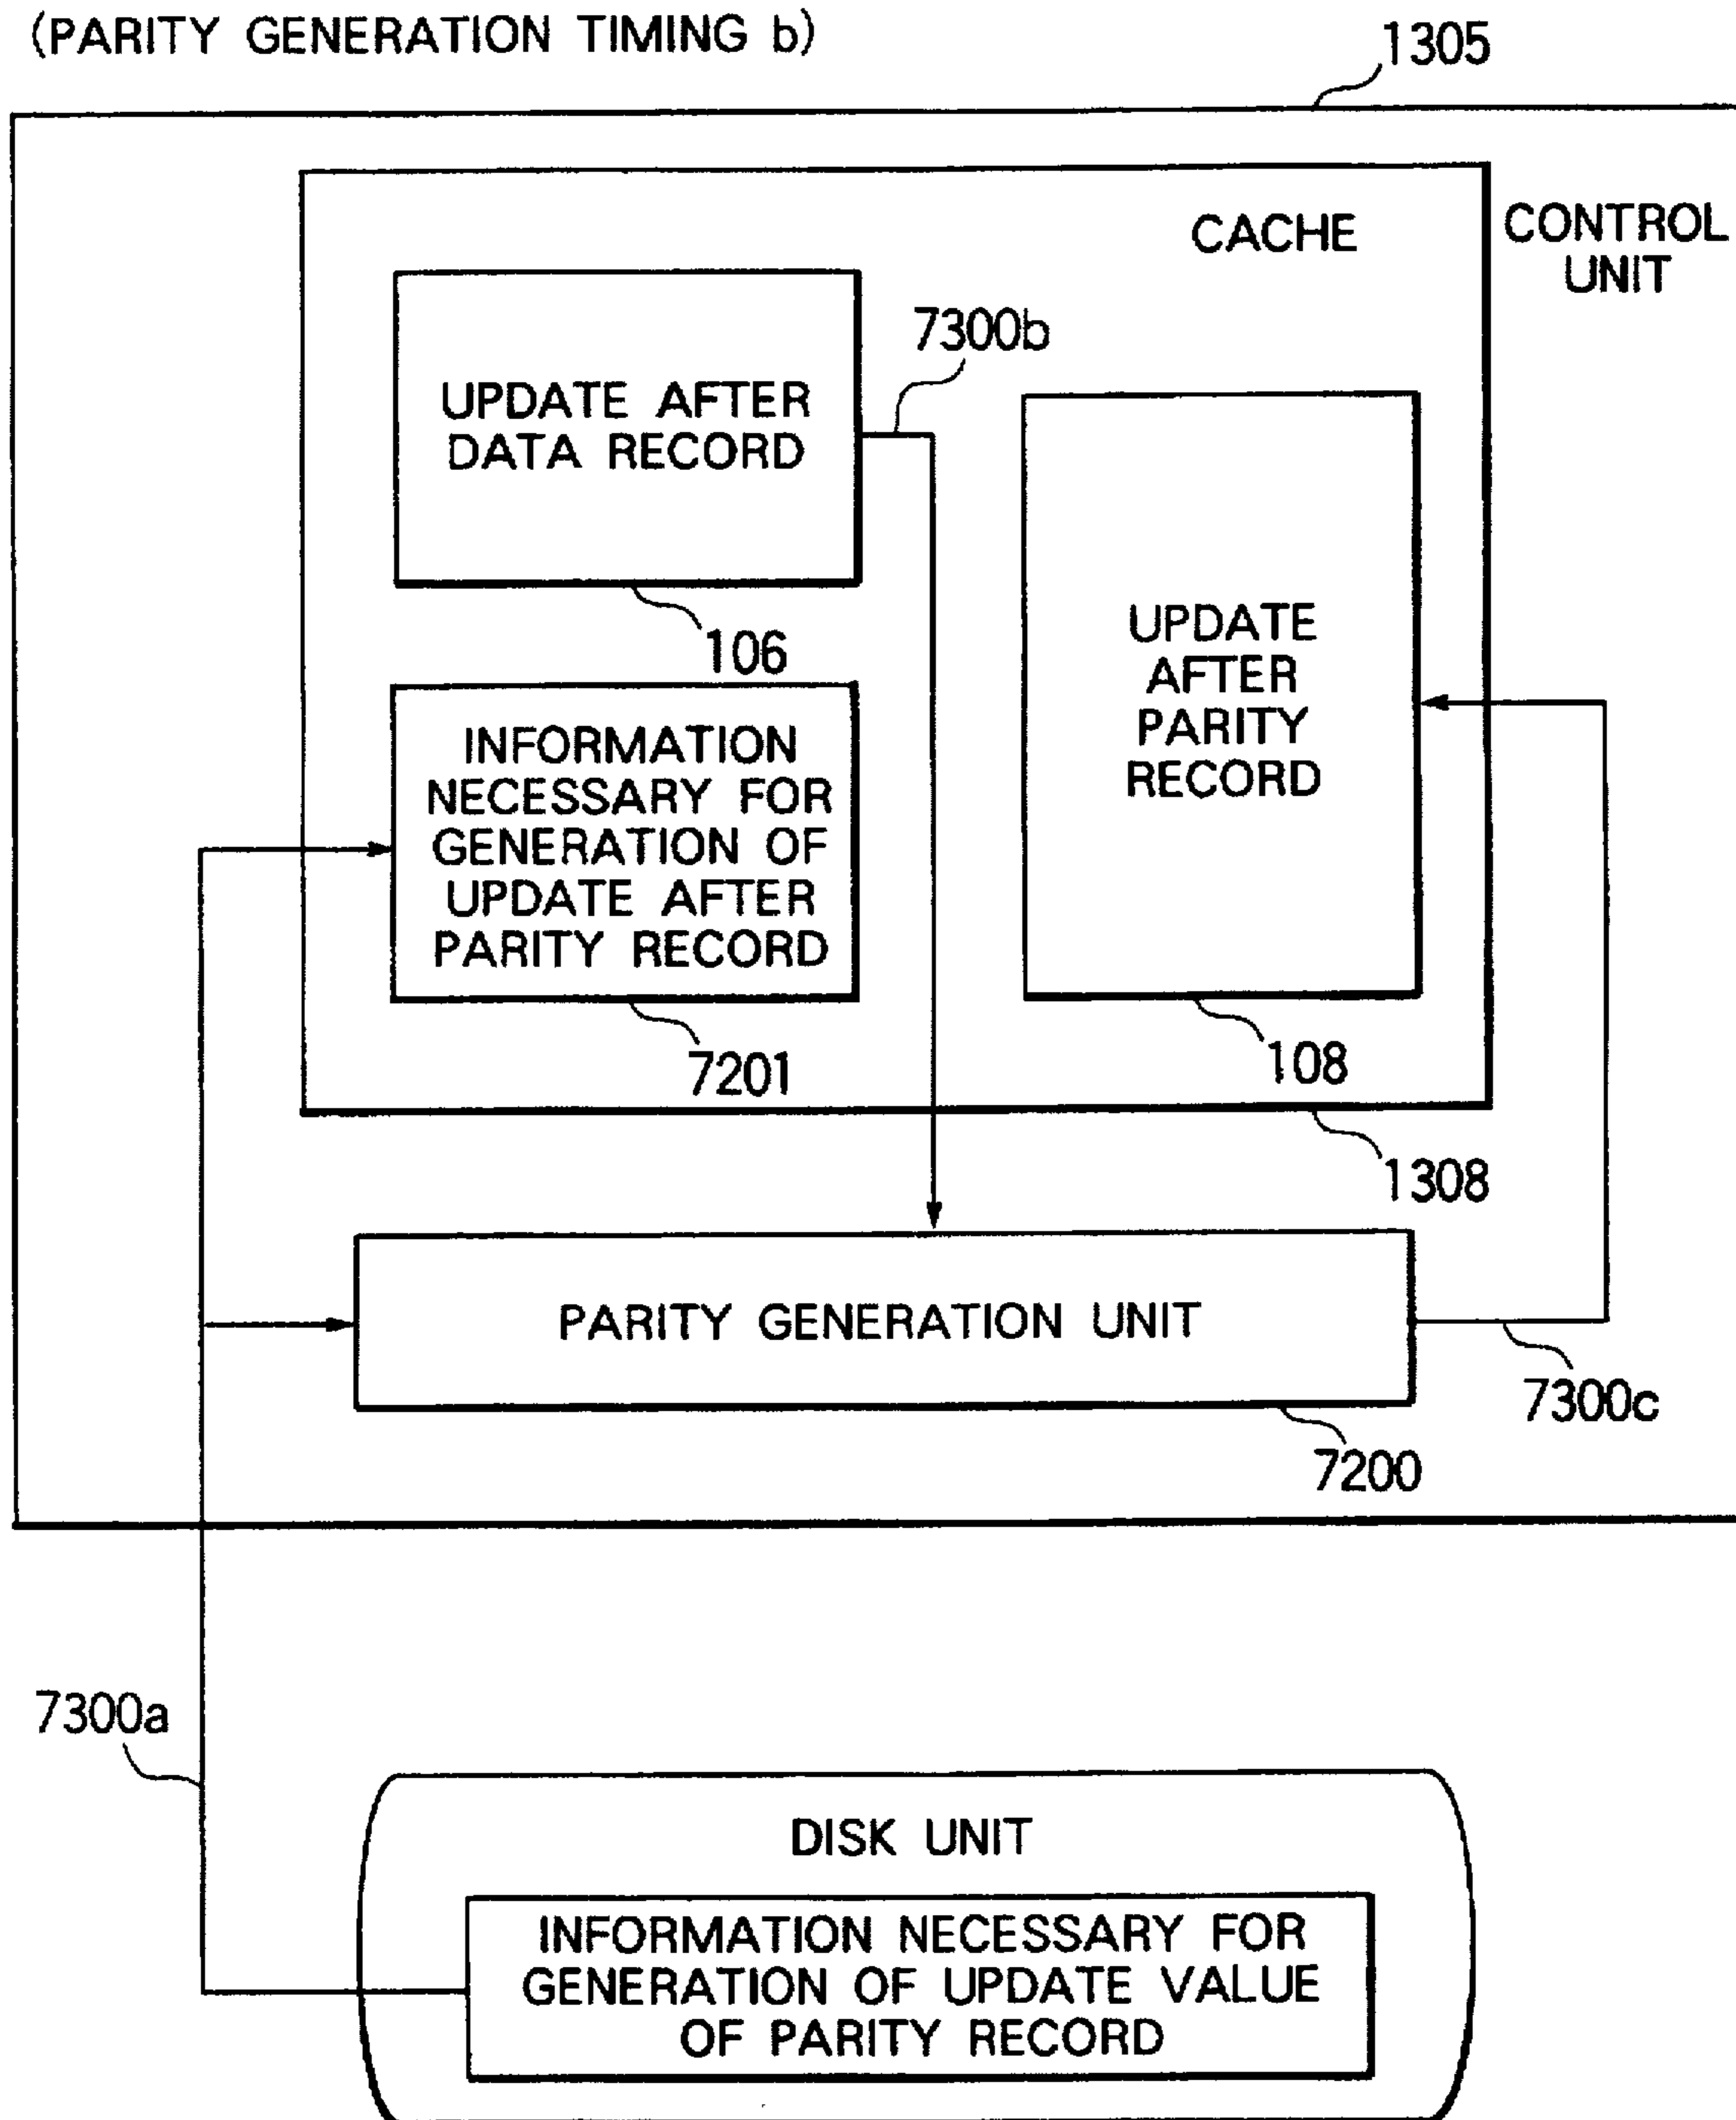 (PARITY GENERATION TIMING b)
1305
CACHE
CONTROL
UNIT
7300b
UPDATE AFTER
DATA RECORD
106
UPDATE
AFTER
PARITY
RECORD
INFORMATION
NECESSARY FOR
GENERATION OF
UPDATE AFTER
PARITY RECORD
7201
108
1308
PARITY GENERATION UNIT
7300c
7200
7300a
DISK UNIT
INFORMATION NECESSARY FOR
GENERATION OF UPDATE VALUE
OF PARITY RECORD